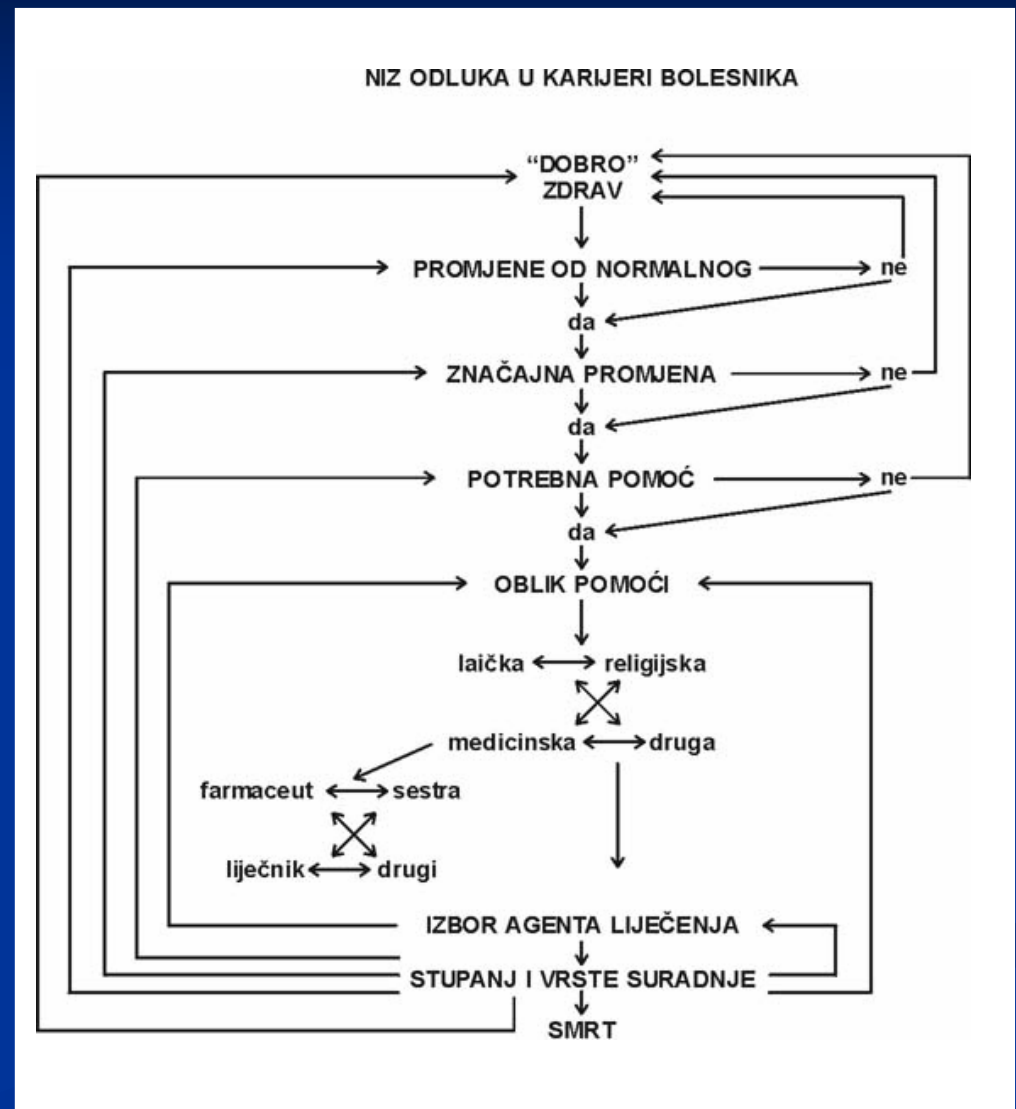 NIZ ODLUKA U KARIJERI BOLESNIKA
“DOBRO”
ZDRAV
PROMJENE OD NORMALNOG
ne
da
ZNAČAJNA PROMJENA
ne
da
POTREBNA POMOĆ
ne
da
OBLIK POMOĆI
laička
religijska
medicinska
druga
farmaceut
sestra
liječnik
drugi
IZBOR AGENTA LIJEČENJA
STUPANJ I VRSTE SURADNJE
SMRT